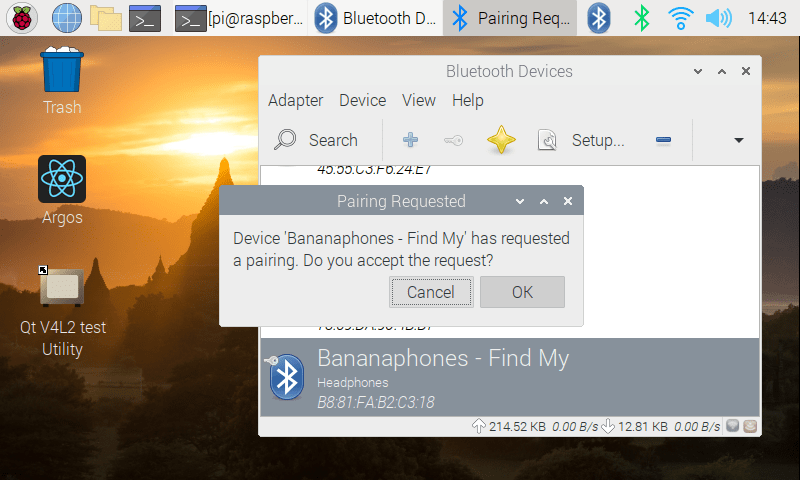 [pi@raspber...
Bluetooth D...
Pairing Req...
14:43
Trash
Argos
Qt V4L2 test
Utility
Bluetooth Devices
Adapter Device View Help
Search
Setup...
45:55:C3:F6:24:E7
Pairing Requested
Device 'Bananaphones - Find My' has requested
a pairing. Do you accept the request?
Cancel OK
Bananaphones - Find My
Headphones
B8:81:FA:B2:C3:18
214.52 KB 0.00 B/s 12.81 KB 0.00 B/s